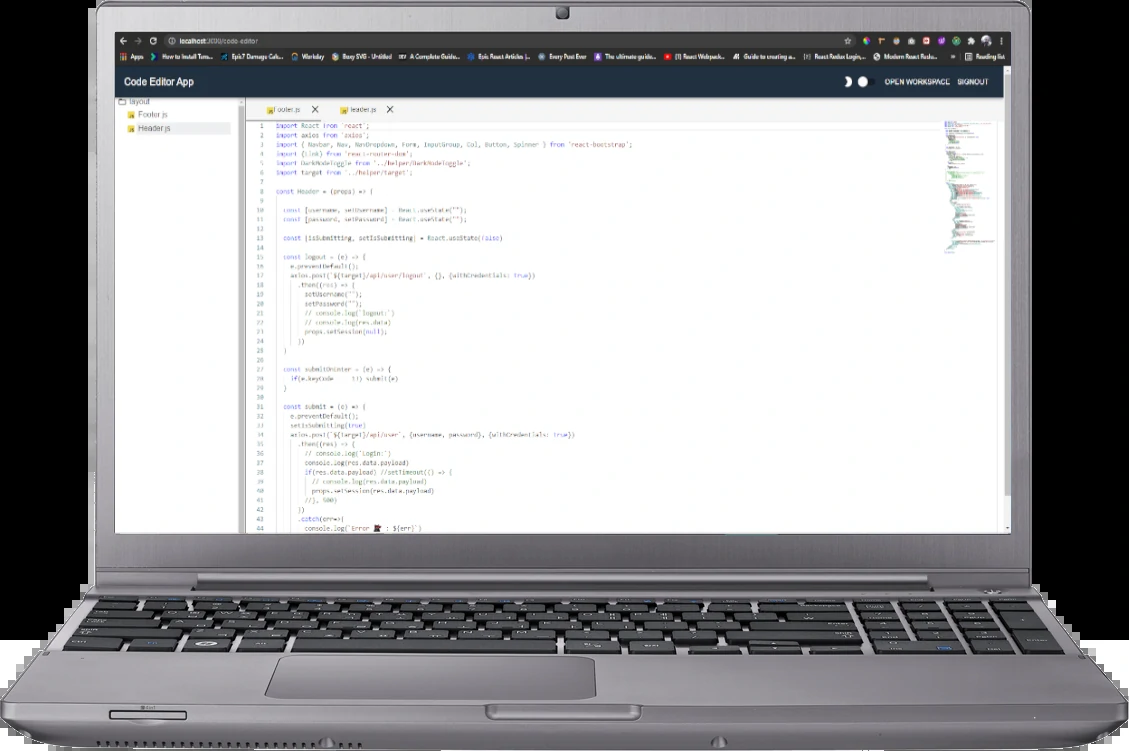 localhost:3000/code-editor
Apps How to Install Tom... Epic7 Damage Calc... Workday Boxy SVG - Untitled A Complete Guide... Epic React Articles |... Every Post Ever The ultimate guide... [1] React Webpack... Guide to creating a... React Redux Login,... Modern React Redu... » Reading list
Code Editor App OPEN WORKSPACE SIGNOUT
layout
Footer.js
Header.js
ooter.js X eader.js X
1 import React from 'react';
2 import axios from 'axios';
3 import { Navbar, Nav, NavDropdown, Form, InputGroup, Col, Button, Spinner } from 'react-bootstrap';
4 import {Link} from 'react-router-dom';
5 import DarkModeToggle from '../helper/DarkModeToggle';
6 import target from '../helper/target';
7
8 const Header = (props) => {
9
10 const [username, setUsername] = React.useState("");
11 const [password, setPassword] = React.useState("");
12
13 const [isSubmitting, setIsSubmitting] = React.useState(false)
14
15 const logout = (e) => {
16 e.preventDefault();
17 axios.post(`${target}/api/user/logout`, {}, {withCredentials: true})
18 .then((res) => {
19 setUsername("");
20 setPassword("");
21 // console.log('logout:')
22 // console.log(res.data)
23 props.setSession(null);
24 })
25 }
26
27 const submitOnEnter = (e) => {
28 if(e.keyCode 13) submit(e)
29 }
30
31 const submit = (e) => {
32 e.preventDefault();
33 setIsSubmitting(true)
34 axios.post(`${target}/api/user`, {username, password}, {withCredentials: true})
35 .then((res) => {
36 // console.log('Login:')
37 console.log(res.data.payload)
38 if(res.data.payload) //setTimeout(() => {
39 // console.log(res.data.payload)
40 props.setSession(res.data.payload)
41 //}, 500)
42 })
43 .catch(err=>{
44 console.log(`Error : ${err}`)